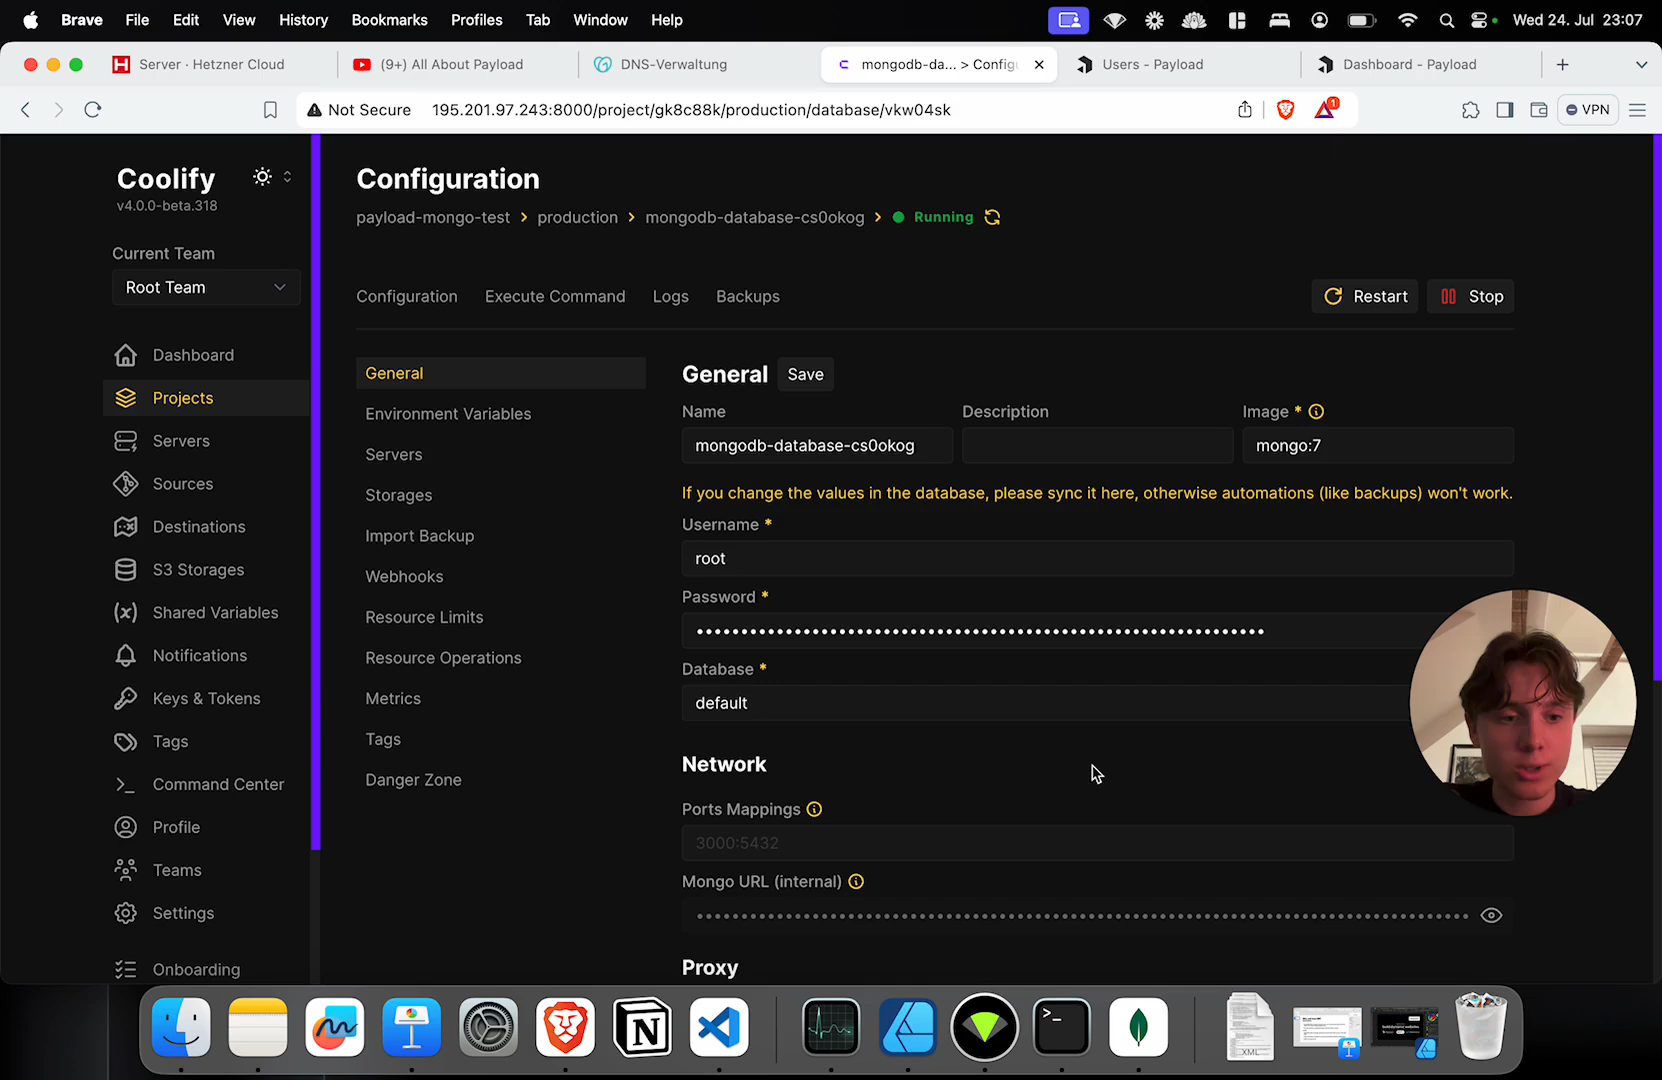 Brave File Edit View History Bookmarks Profiles Tab Window Help Wed 24. Jul 23:07
Server · Hetzner Cloud
(9+) All About Payload
DNS-Verwaltung
mongodb-da... > Configu
Users - Payload
Dashboard - Payload
Not Secure 195.201.97.243:8000/project/gk8c88k/production/database/vkw04sk
1
VPN
Coolify
v4.0.0-beta.318
Current Team
Root Team
Dashboard
Projects
Servers
Sources
Destinations
S3 Storages
Shared Variables
Notifications
Keys & Tokens
Tags
Command Center
Profile
Teams
Settings
Onboarding
Configuration
payload-mongo-test > production > mongodb-database-cs0okog > Running
Configuration Execute Command Logs Backups
Restart
Stop
General
Environment Variables
Servers
Storages
Import Backup
Webhooks
Resource Limits
Resource Operations
Metrics
Tags
Danger Zone
General Save
Name Description Image *
mongodb-database-cs0okog mongo:7
If you change the values in the database, please sync it here, otherwise automations (like backups) won't work.
Username *
root
Password *
Database *
default
Network
Ports Mappings
3000:5432
Mongo URL (internal)
Proxy
XML